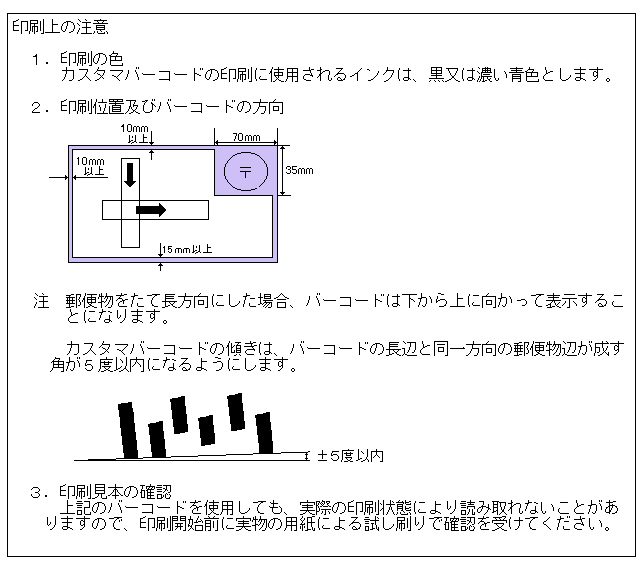 印刷上の注意
１．印刷の色
カスタマバーコードの印刷に使用されるインクは、黒又は濃い青色とします。
２．印刷位置及びバーコードの方向
10mm
以上
70mm
10mm
以上
〒
35mm
15mm以上
注　郵便物をたて長方向にした場合、バーコードは下から上に向かって表示するこ
とになります。
カスタマバーコードの傾きは、バーコードの長辺と同一方向の郵便物辺が成す
角が５度以内になるようにします。
±5度以内
３．印刷見本の確認
上記のバーコードを使用しても、実際の印刷状態により読み取れないことがあ
りますので、印刷開始前に実物の用紙による試し刷りで確認を受けてください。